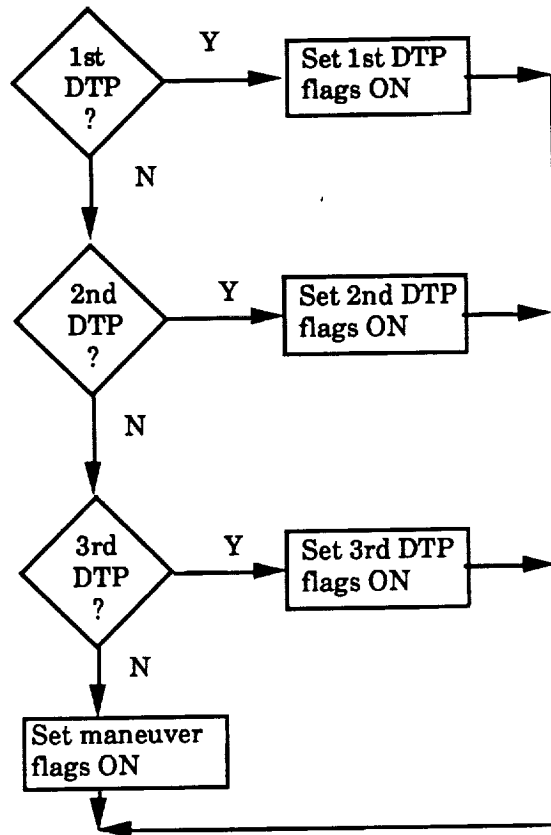 1st
DTP
?
Y
Set 1st DTP
flags ON
N
2nd
DTP
?
Y
Set 2nd DTP
flags ON
N
3rd
DTP
?
Y
Set 3rd DTP
flags ON
N
Set maneuver
flags ON